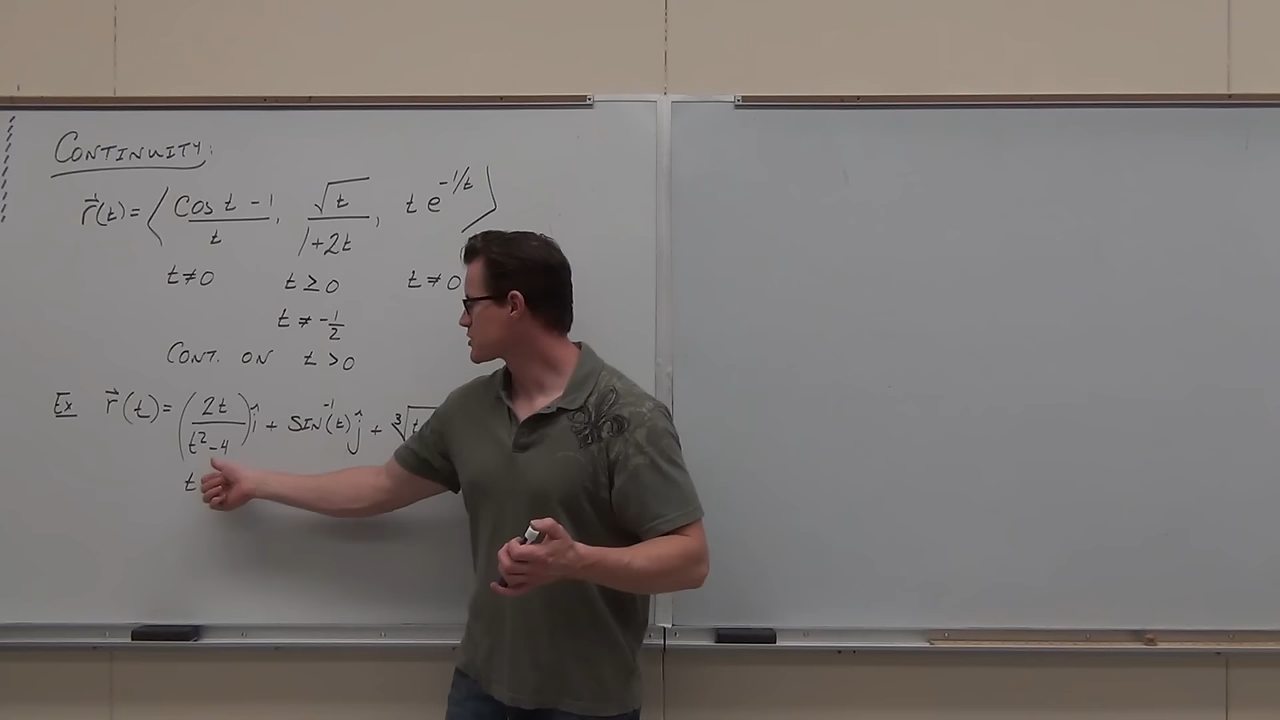 CONTINUITY:
r⃗(t)=⟨(cos t -1)/t, √t/(1+2t), t e^(-1/t)⟩
t≠0 t≥0 t≠0
t≠-1/2
CONT. ON t>0
Ex r⃗(t)=(2t/(t²-4))î + SIN⁻¹(t)ĵ + ∛t
t